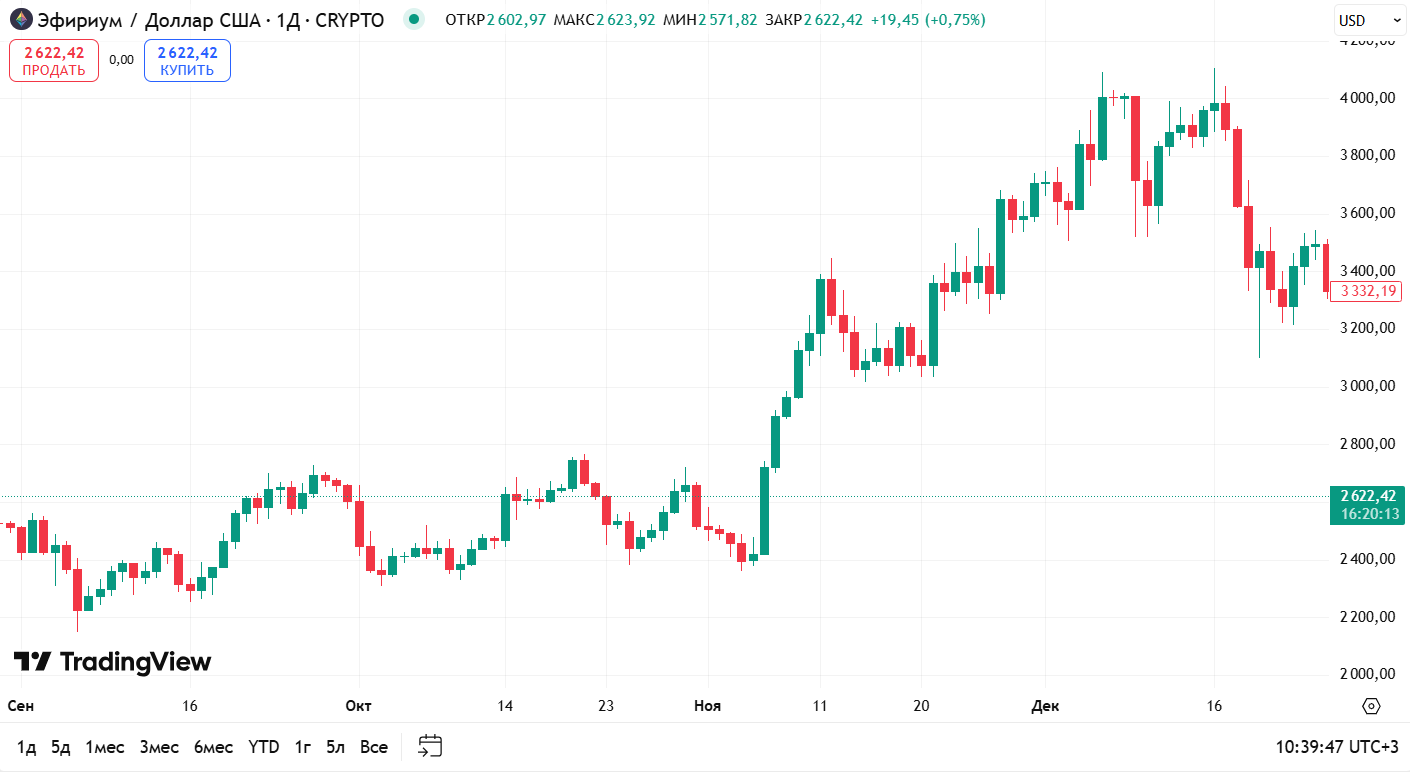 Эфириум / Доллар США · 1Д · CRYPTO ОТКР2 602,97 МАКС2 623,92 МИН2 571,82 ЗАКР2 622,42 +19,45 (+0,75%) USD
2 622,42 0,00 2 622,42
ПРОДАТЬ КУПИТЬ
4 200,00
4 000,00
3 800,00
3 600,00
3 400,00
3 332,19
3 200,00
3 000,00
2 800,00
2 622,42
16:20:13
2 400,00
2 200,00
TradingView
2 000,00
Сен 16 Окт 14 23 Ноя 11 20 Дек 16
1д 5д 1мес 3мес 6мес YTD 1г 5л Все 10:39:47 UTC+3